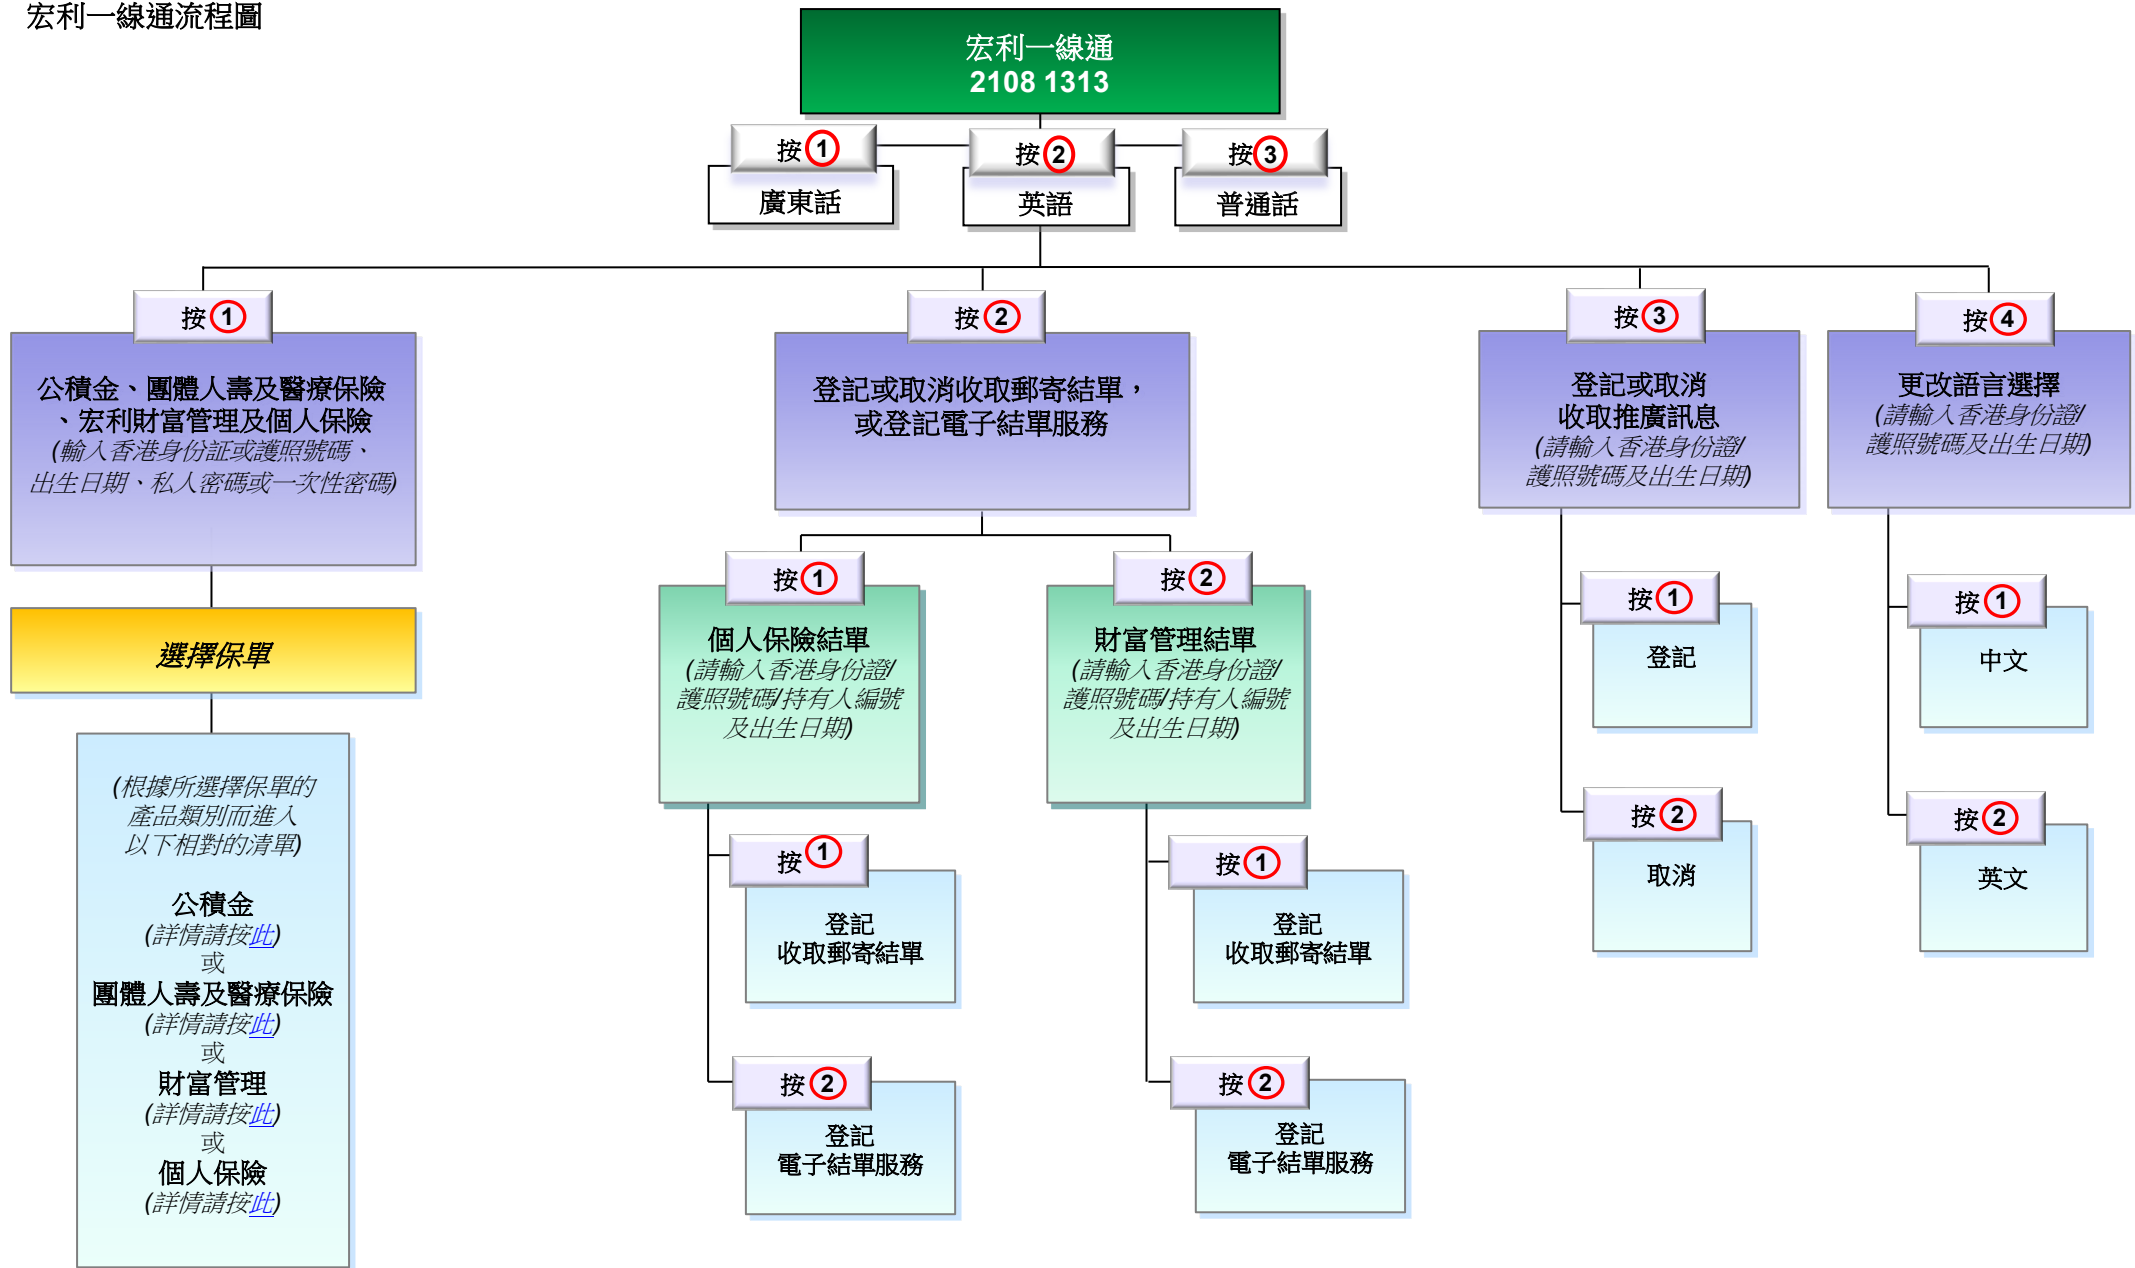 宏利一線通流程圖
宏利一線通
2108 1313
按1
廣東話
按2
英語
按3
普通話
按1
公積金、團體人壽及醫療保險
、宏利財富管理及個人保險
(輸入香港身份証或護照號碼、
出生日期、私人密碼或一次性密碼)
選擇保單
(根據所選擇保單的
產品類別而進入
以下相對的清單)
公積金
(詳情請按此)
或
團體人壽及醫療保險
(詳情請按此)
或
財富管理
(詳情請按此)
或
個人保險
(詳情請按此)
按2
登記或取消收取郵寄結單，
或登記電子結單服務
按1
個人保險結單
(請輸入香港身份證/
護照號碼/持有人編號
及出生日期)
按1
登記
收取郵寄結單
按2
登記
電子結單服務
按2
財富管理結單
(請輸入香港身份證/
護照號碼/持有人編號
及出生日期)
按1
登記
收取郵寄結單
按2
登記
電子結單服務
按3
登記或取消
收取推廣訊息
(請輸入香港身份證/
護照號碼及出生日期)
按1
登記
按2
取消
按4
更改語言選擇
(請輸入香港身份證/
護照號碼及出生日期)
按1
中文
按2
英文